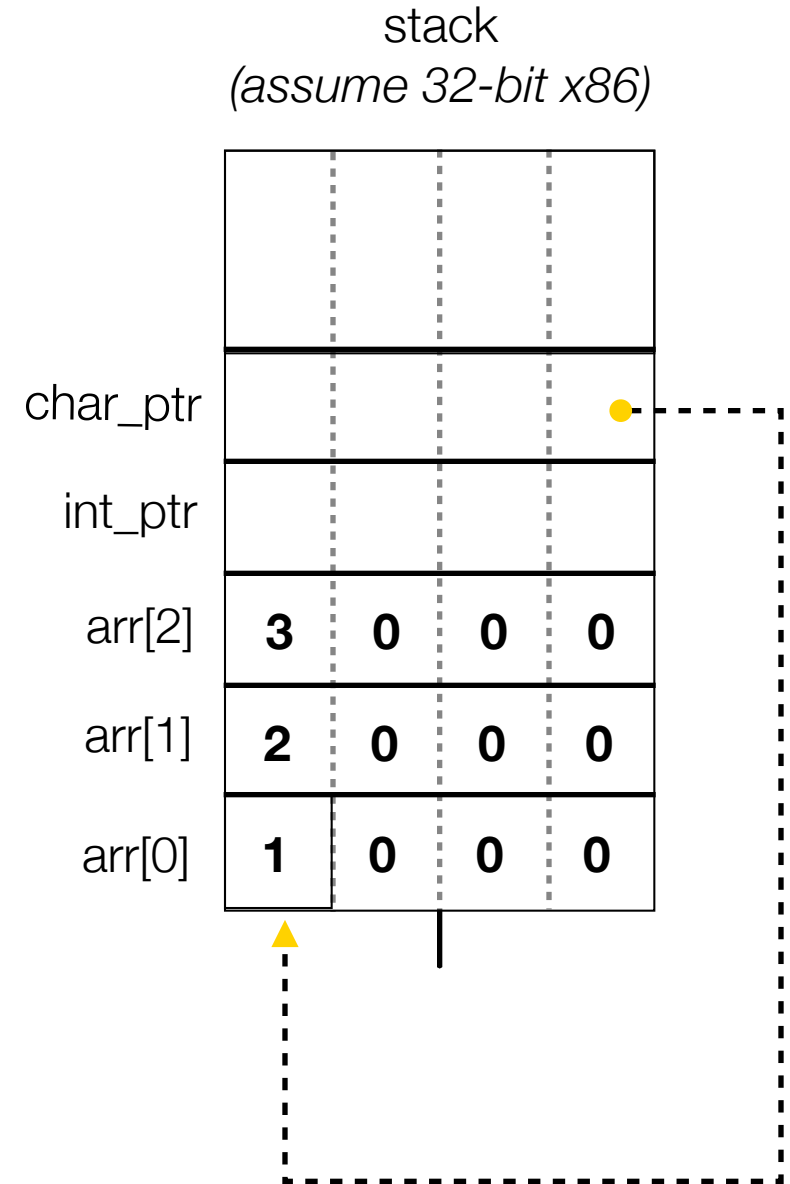 stack
(assume 32-bit x86)
char_ptr
int_ptr
arr[2] 3 0 0 0
arr[1] 2 0 0 0
arr[0] 1 0 0 0